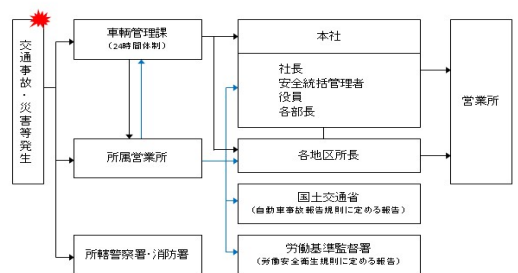 交通事故・災害等発生
車輌管理課
（24時間体制）
所属営業所
所轄警察署・消防署
本社
社長
安全統括管理者
役員
各部長
各地区所長
国土交通省
（自動車事故報告規則に定める報告）
労働基準監督署
（労働安全衛生規則に定める報告）
営業所